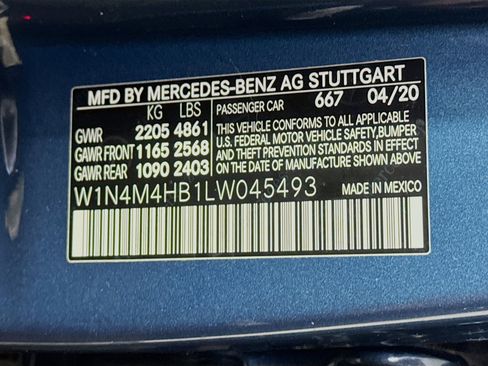 MFD BY MERCEDES-BENZ AG STUTTGART
KG LBS PASSENGER CAR 667 04/20
GVWR 2205 4861
GAWR FRONT 1165 2568
GAWR REAR 1090 2403
THIS VEHICLE CONFORMS TO ALL APPLICABLE
U.S. FEDERAL MOTOR VEHICLE SAFETY, BUMPER
AND THEFT PREVENTION STANDARDS IN EFFECT
ON THE DATE OF MANUFACTURE SHOWN ABOVE.
W1N4M4HB1LW045493 MADE IN MEXICO